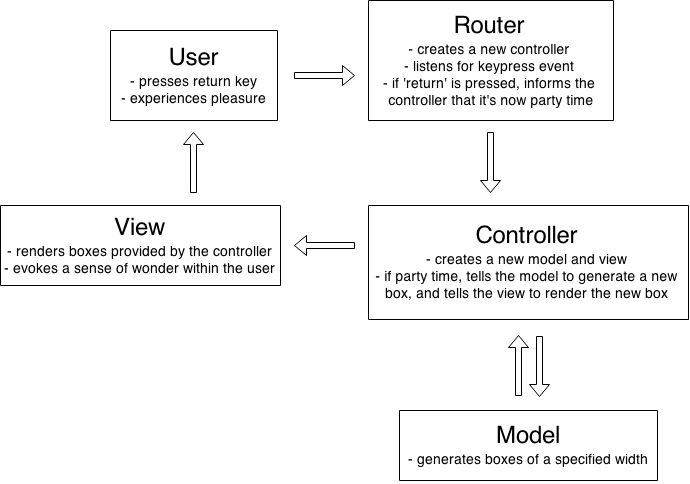 User
- presses return key
- experiences pleasure
Router
- creates a new controller
- listens for keypress event
- if 'return' is pressed, informs the
controller that it's now party time
View
- renders boxes provided by the controller
- evokes a sense of wonder within the user
Controller
- creates a new model and view
- if party time, tells the model to generate a new
box, and tells the view to render the new box
Model
- generates boxes of a specified width